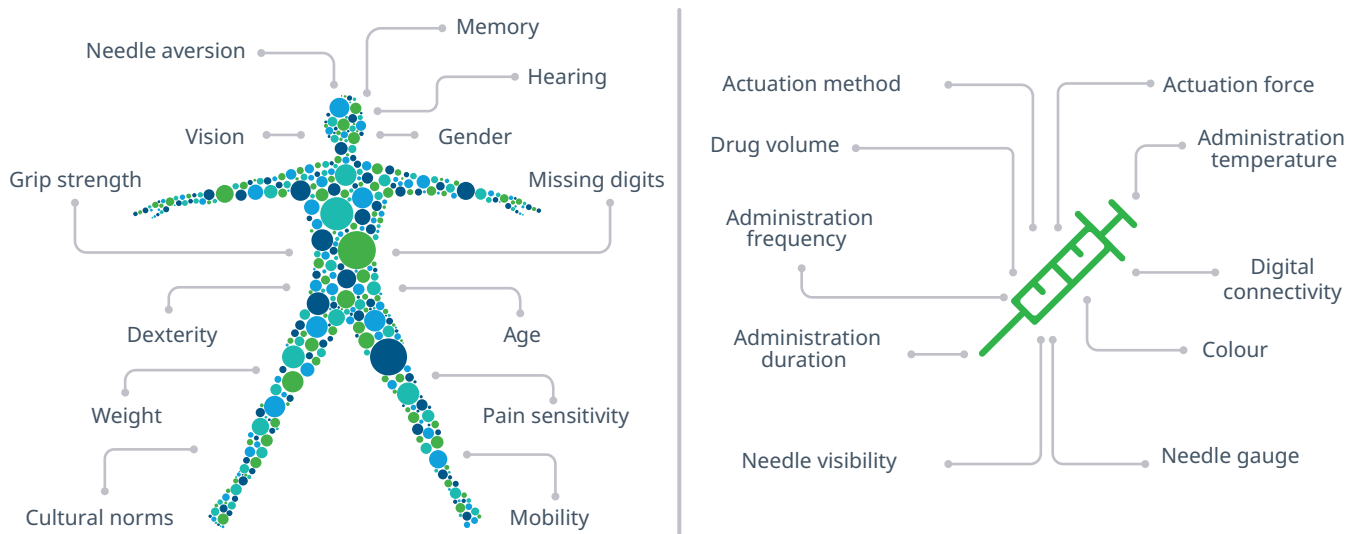 Memory
Needle aversion
Hearing
Vision
Gender
Grip strength
Missing digits
Dexterity
Age
Weight
Pain sensitivity
Cultural norms
Mobility
Actuation method
Actuation force
Drug volume
Administration
temperature
Administration
frequency
Digital
connectivity
Administration
duration
Colour
Needle visibility
Needle gauge